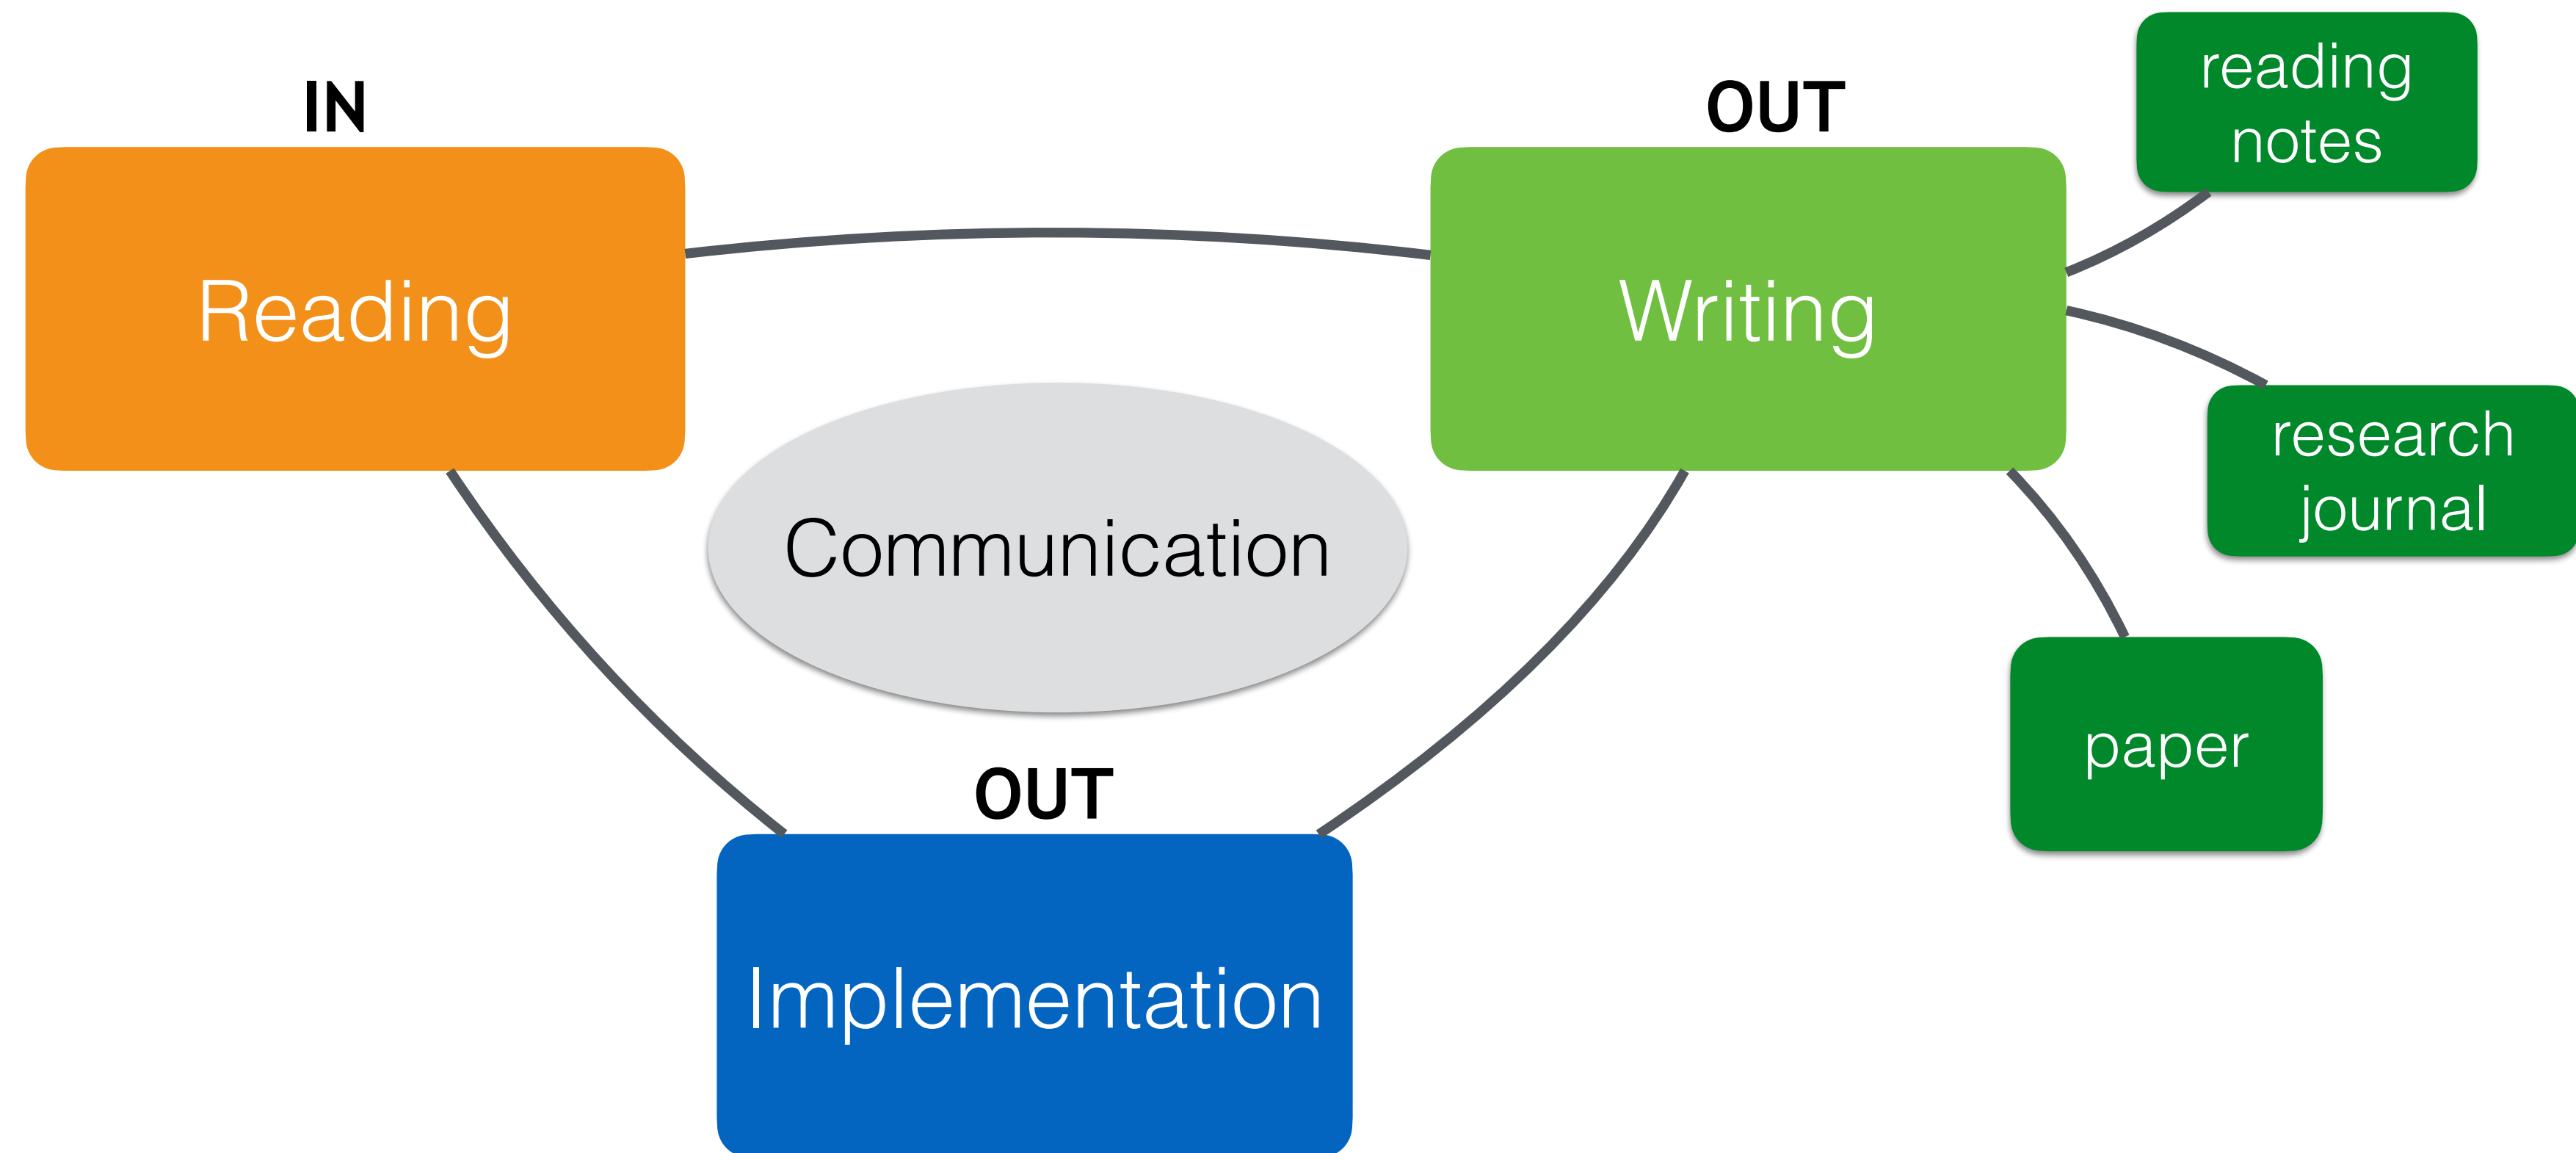 IN
Reading
OUT
Writing
reading
notes
research
journal
paper
Communication
OUT
Implementation